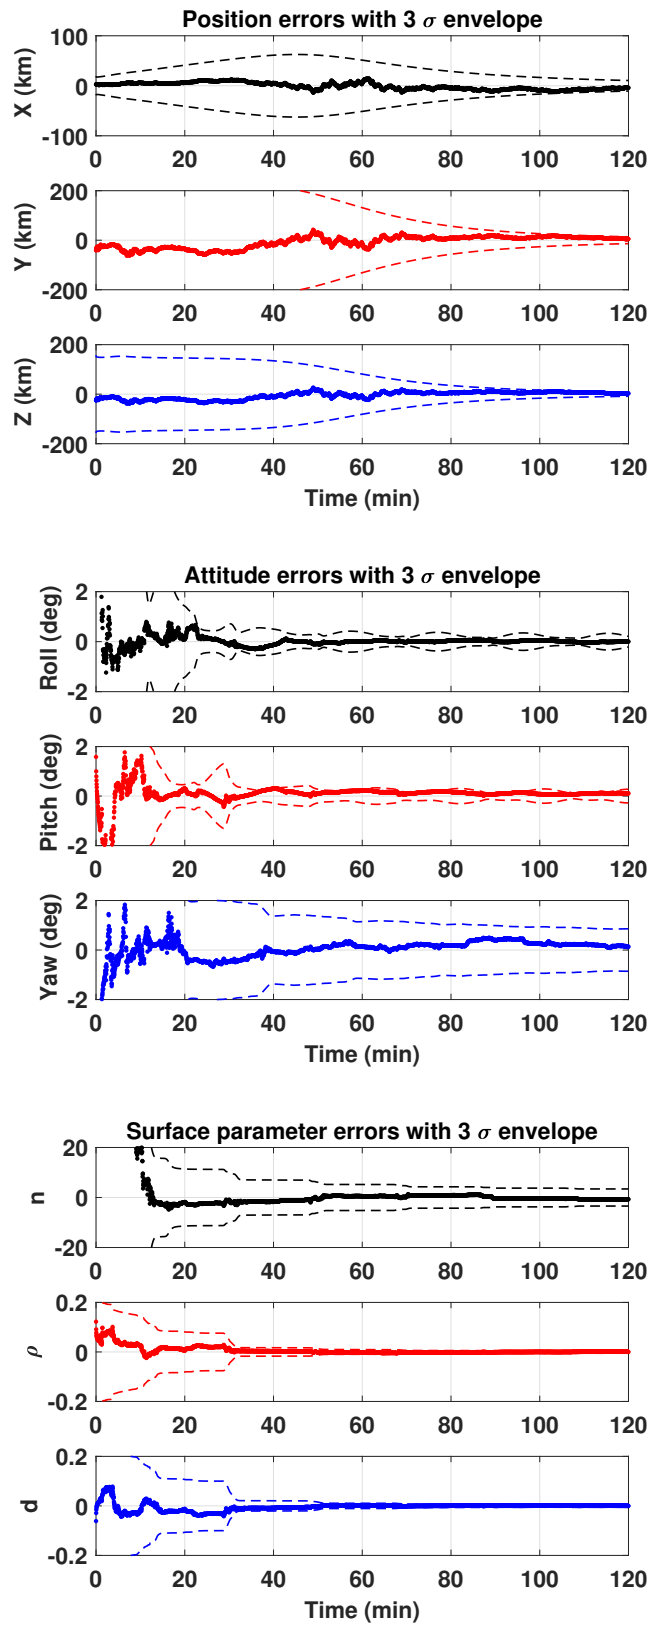 Position errors with 3 σ envelope
100
0
-100
X (km)
0 20 40 60 80 100 120
200
0
-200
Y (km)
0 20 40 60 80 100 120
200
0
-200
Z (km)
0 20 40 60 80 100 120
Time (min)
Attitude errors with 3 σ envelope
2
0
-2
Roll (deg)
0 20 40 60 80 100 120
2
0
-2
Pitch (deg)
0 20 40 60 80 100 120
2
0
-2
Yaw (deg)
0 20 40 60 80 100 120
Time (min)
Surface parameter errors with 3 σ envelope
20
0
-20
n
0 20 40 60 80 100 120
0.2
0
-0.2
ρ
0 20 40 60 80 100 120
0.2
0
-0.2
d
0 20 40 60 80 100 120
Time (min)